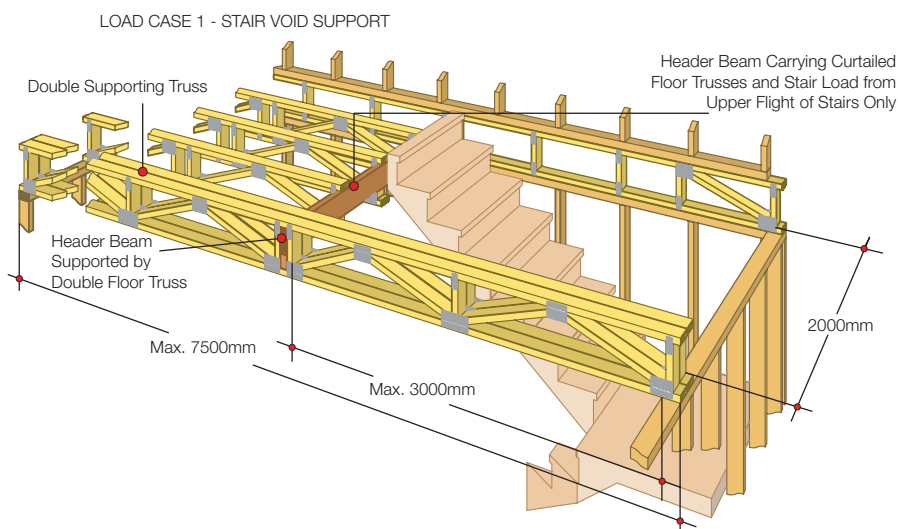 LOAD CASE 1 - STAIR VOID SUPPORT
Header Beam Carrying Curtailed
Floor Trusses and Stair Load from
Upper Flight of Stairs Only
Double Supporting Truss
Header Beam
Supported by
Double Floor Truss
2000mm
Max. 7500mm
Max. 3000mm